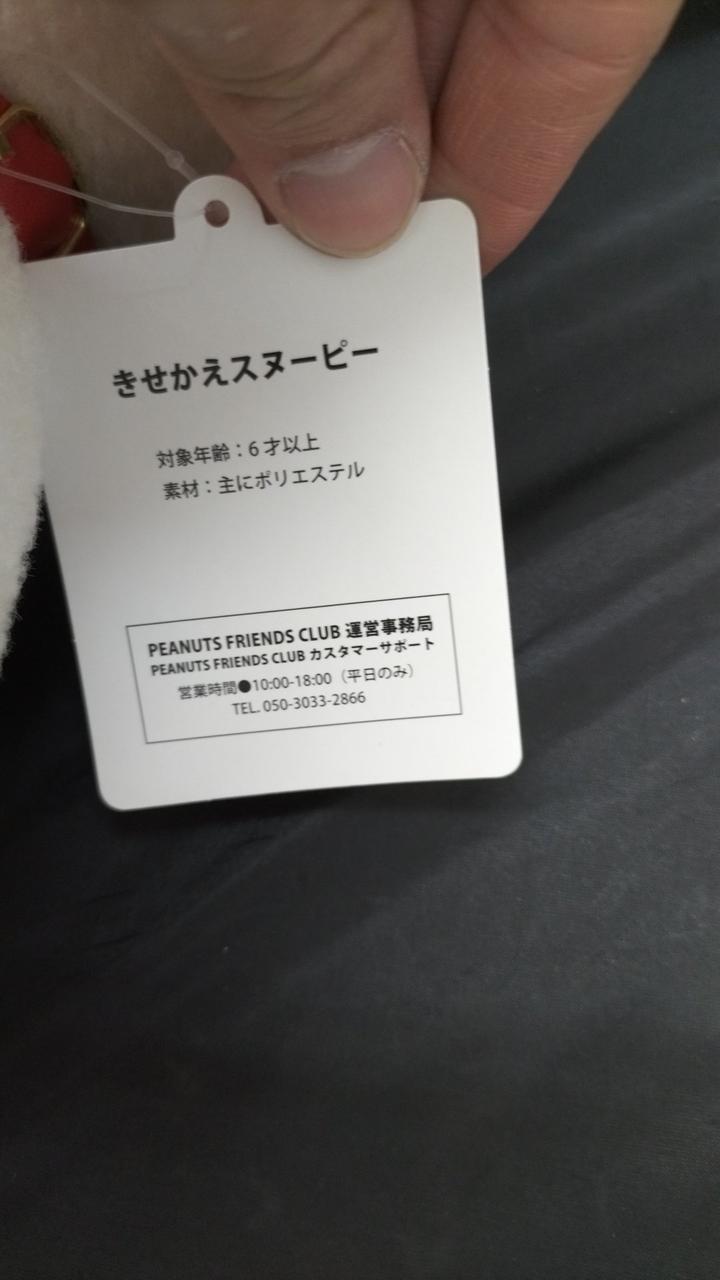 きせかえスヌーピー
対象年齢：6才以上
素材：主にポリエステル
PEANUTS FRIENDS CLUB 運営事務局
PEANUTS FRIENDS CLUB カスタマーサポート
営業時間●10:00-18:00（平日のみ）
TEL. 050-3033-2866